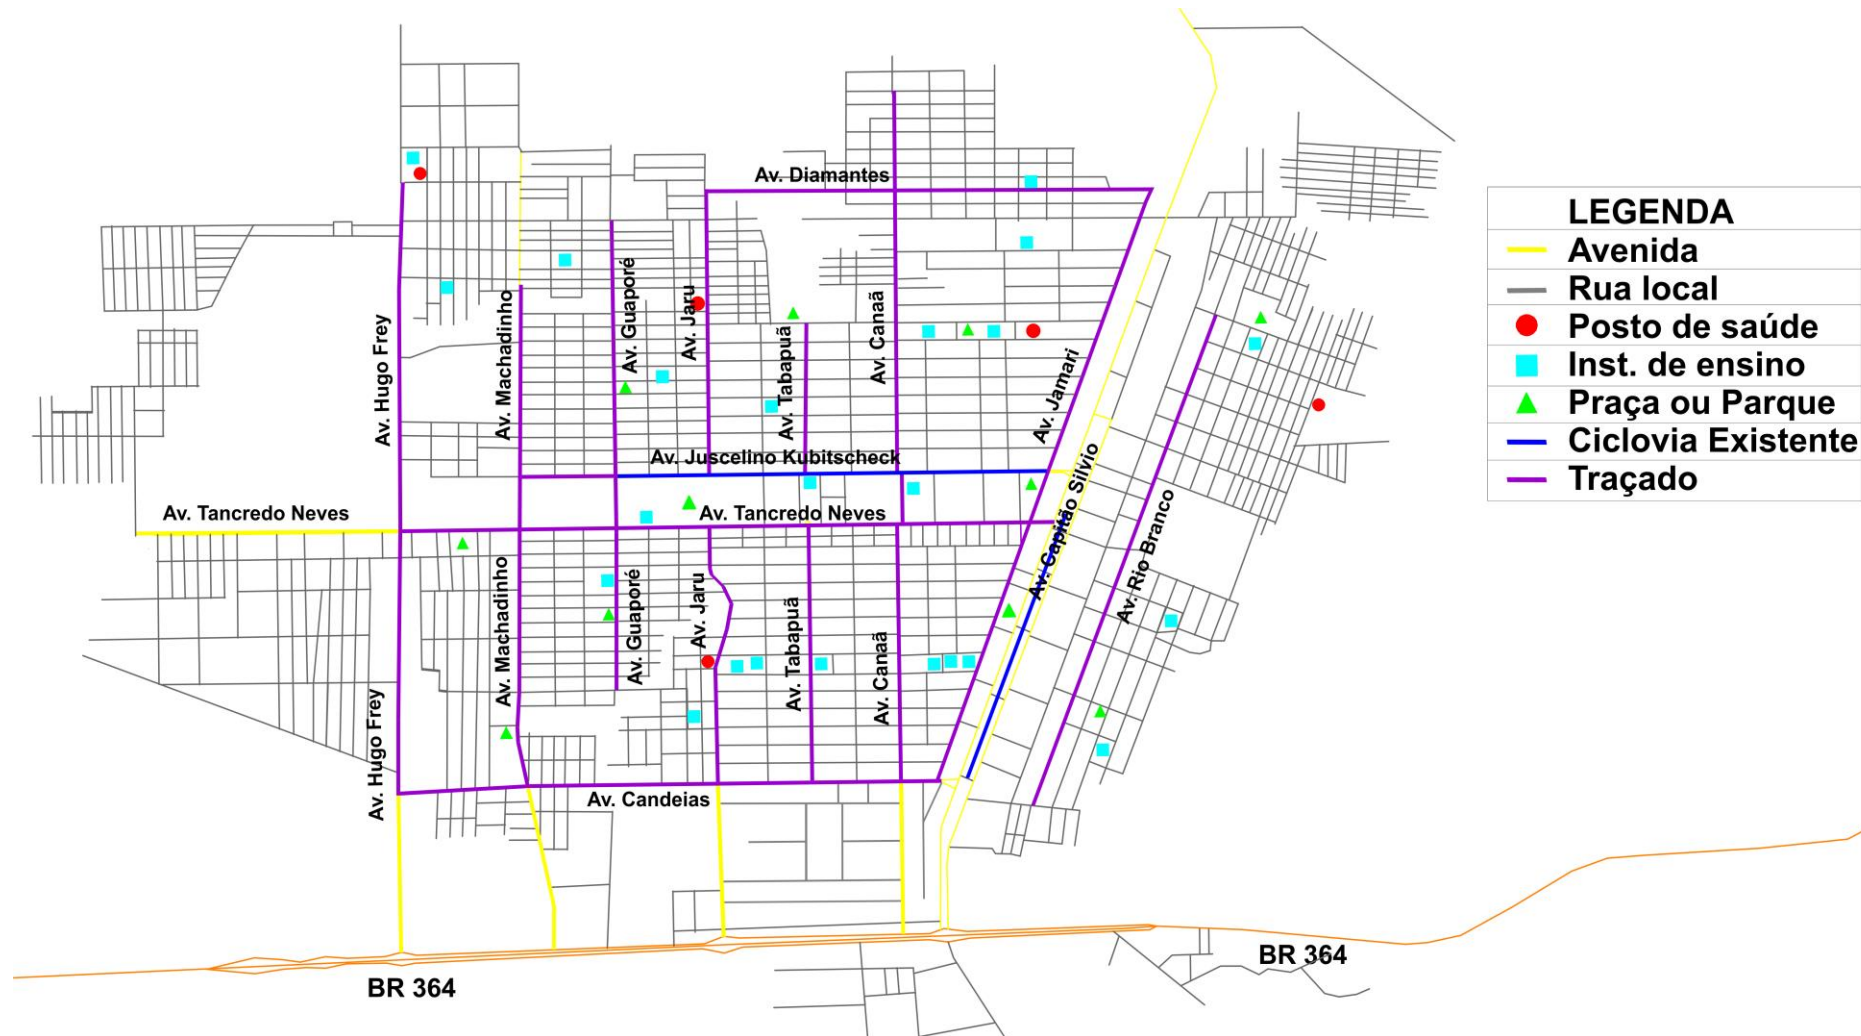 Av. Diamantes
Av. Hugo Frey
Av. Machadinho
Av. Guaporé
Av. Jaru
Av. Tabapuã
Av. Canaã
Av. Jamari
Av. Juscelino Kubitscheck
Av. Capitão Silvio
Av. Rio Branco
Av. Tancredo Neves
Av. Tancredo Neves
Av. Hugo Frey
Av. Machadinho
Av. Guaporé
Av. Jaru
Av. Tabapuã
Av. Canaã
Av. Candeias
BR 364
BR 364
LEGENDA
Avenida
Rua local
Posto de saúde
Inst. de ensino
Praça ou Parque
Ciclovia Existente
Traçado